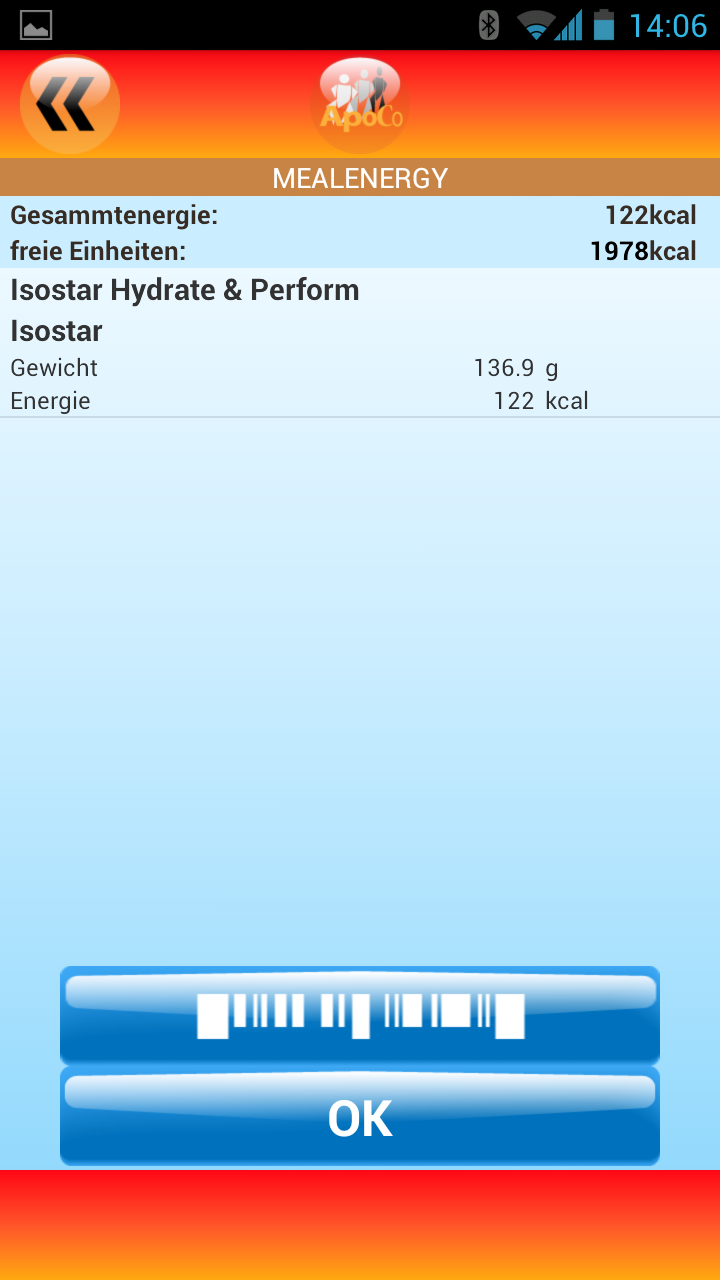 14:06
ApoCo
MEALENERGY
Gesammtenergie: 122kcal
freie Einheiten: 1978kcal
Isostar Hydrate & Perform
Isostar
Gewicht 136.9 g
Energie 122 kcal
OK